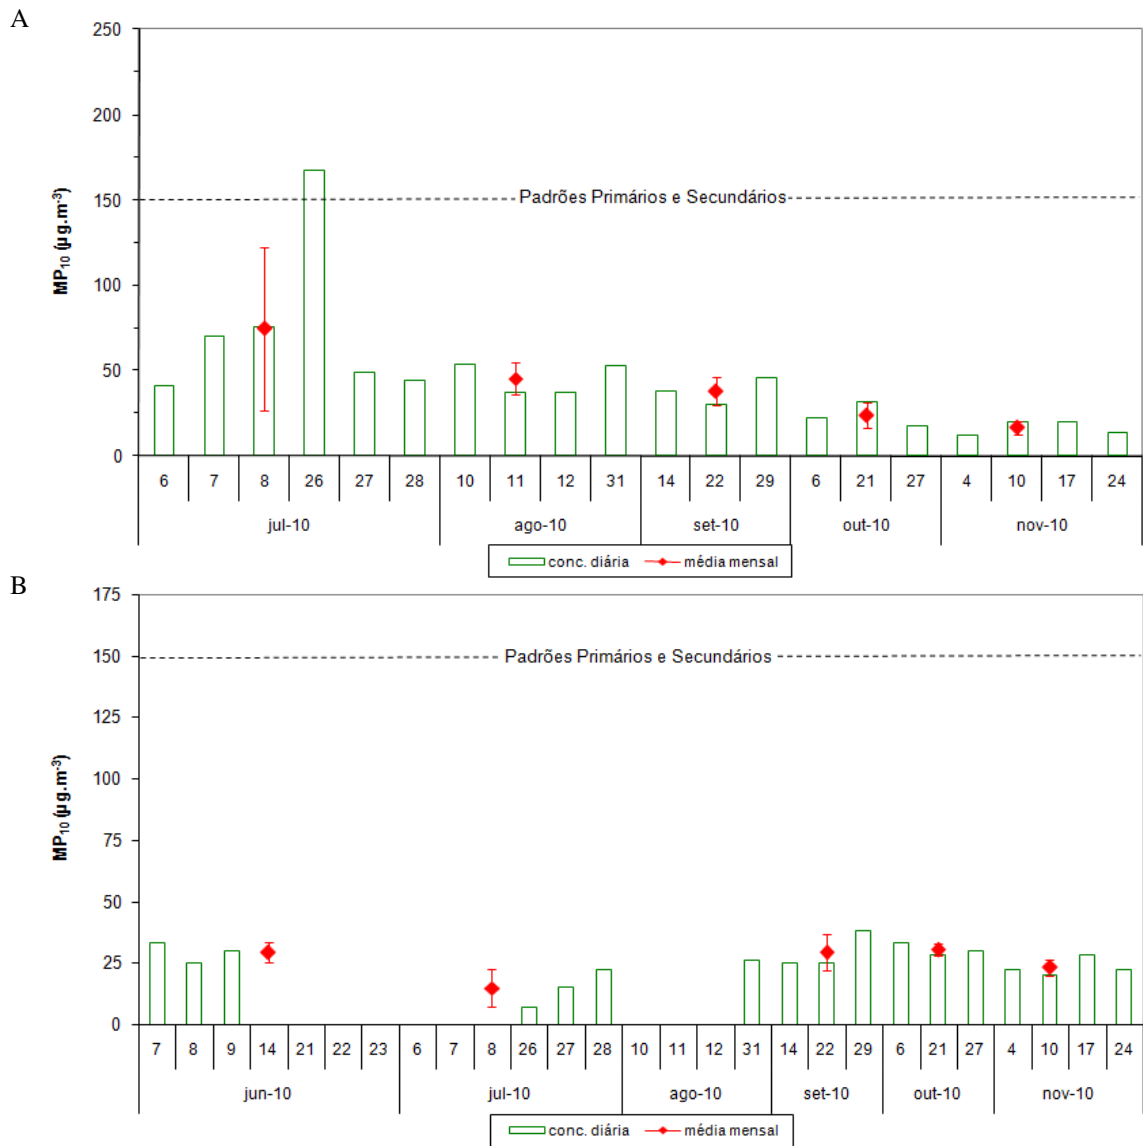 A
250
200
150
100
50
0
MP10 (µg.m-3)
Padrões Primários e Secundários
6 7 8 26 27 28 10 11 12 31 14 22 29 6 21 27 4 10 17 24
jul-10 ago-10 set-10 out-10 nov-10
conc. diária média mensal
B
175
150
125
100
75
50
25
0
MP10 (µg.m-3)
Padrões Primários e Secundários
7 8 9 14 21 22 23 6 7 8 26 27 28 10 11 12 31 14 22 29 6 21 27 4 10 17 24
jun-10 jul-10 ago-10 set-10 out-10 nov-10
conc. diária média mensal